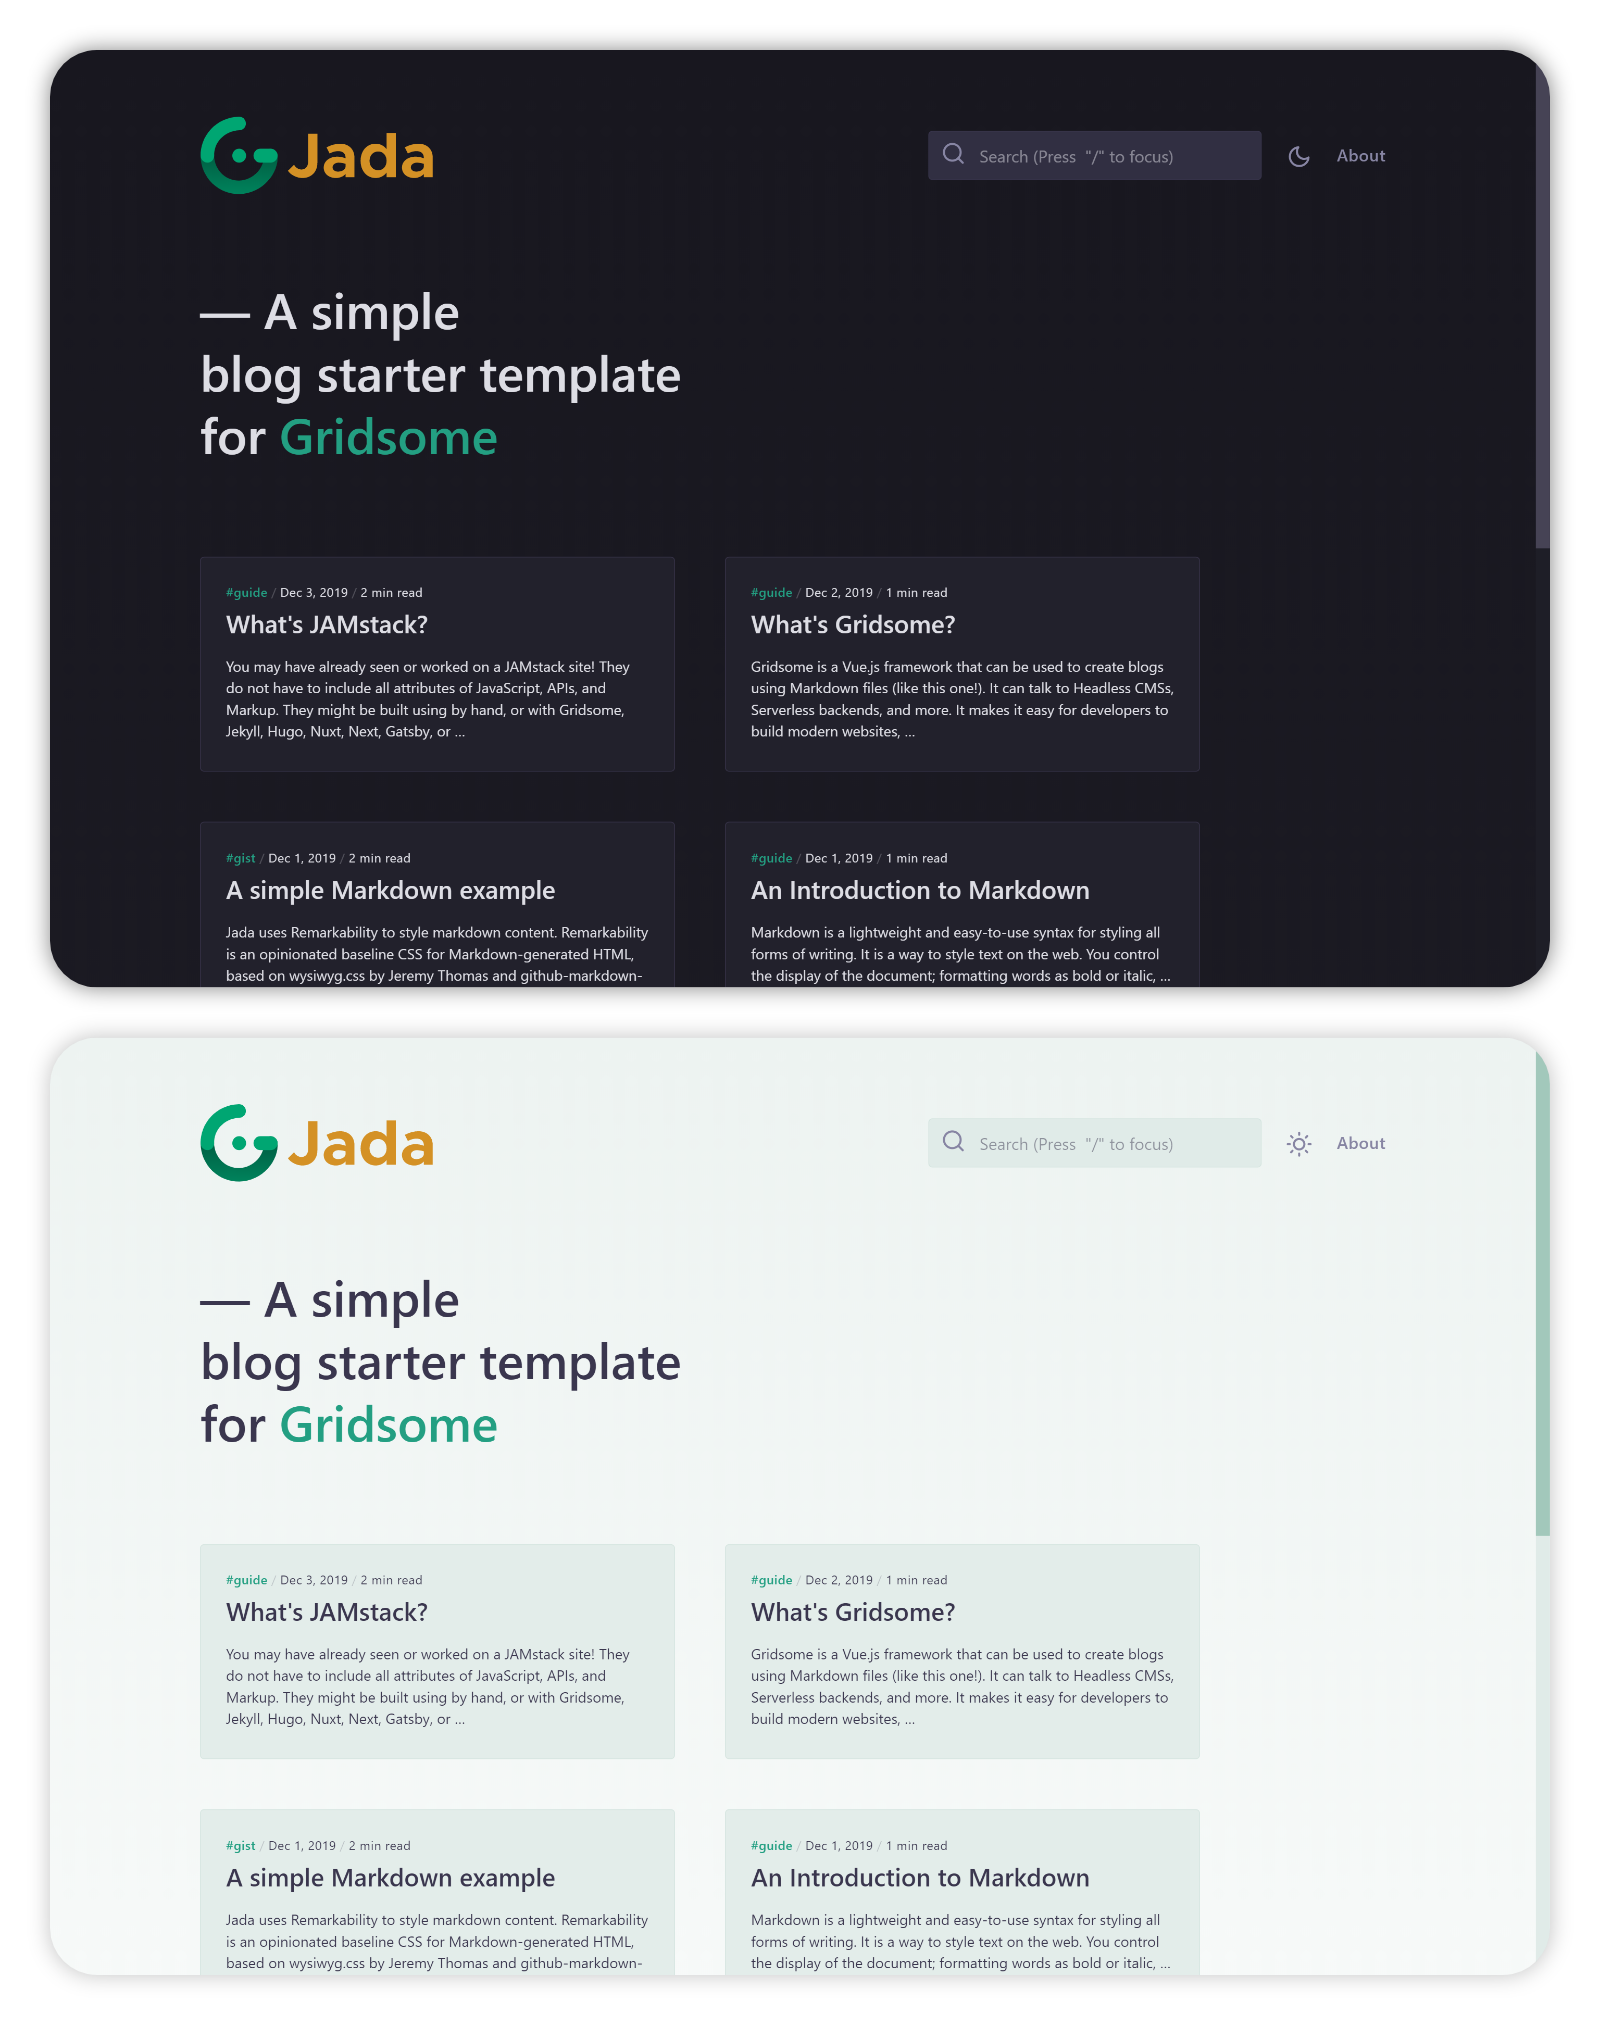 Jada
Search (Press "/" to focus)
About
— A simple
blog starter template
for Gridsome
#guide / Dec 3, 2019 / 2 min read
What's JAMstack?
You may have already seen or worked on a JAMstack site! They
do not have to include all attributes of JavaScript, APIs, and
Markup. They might be built using by hand, or with Gridsome,
Jekyll, Hugo, Nuxt, Next, Gatsby, or ...
#guide / Dec 2, 2019 / 1 min read
What's Gridsome?
Gridsome is a Vue.js framework that can be used to create blogs
using Markdown files (like this one!). It can talk to Headless CMSs,
Serverless backends, and more. It makes it easy for developers to
build modern websites, ...
#gist / Dec 1, 2019 / 2 min read
A simple Markdown example
Jada uses Remarkability to style markdown content. Remarkability
is an opinionated baseline CSS for Markdown-generated HTML,
based on wysiwyg.css by Jeremy Thomas and github-markdown-
#guide / Dec 1, 2019 / 1 min read
An Introduction to Markdown
Markdown is a lightweight and easy-to-use syntax for styling all
forms of writing. It is a way to style text on the web. You control
the display of the document; formatting words as bold or italic, ...
Jada
Search (Press "/" to focus)
About
— A simple
blog starter template
for Gridsome
#guide / Dec 3, 2019 / 2 min read
What's JAMstack?
You may have already seen or worked on a JAMstack site! They
do not have to include all attributes of JavaScript, APIs, and
Markup. They might be built using by hand, or with Gridsome,
Jekyll, Hugo, Nuxt, Next, Gatsby, or ...
#guide / Dec 2, 2019 / 1 min read
What's Gridsome?
Gridsome is a Vue.js framework that can be used to create blogs
using Markdown files (like this one!). It can talk to Headless CMSs,
Serverless backends, and more. It makes it easy for developers to
build modern websites, ...
#gist / Dec 1, 2019 / 2 min read
A simple Markdown example
Jada uses Remarkability to style markdown content. Remarkability
is an opinionated baseline CSS for Markdown-generated HTML,
based on wysiwyg.css by Jeremy Thomas and github-markdown-
#guide / Dec 1, 2019 / 1 min read
An Introduction to Markdown
Markdown is a lightweight and easy-to-use syntax for styling all
forms of writing. It is a way to style text on the web. You control
the display of the document; formatting words as bold or italic, ...